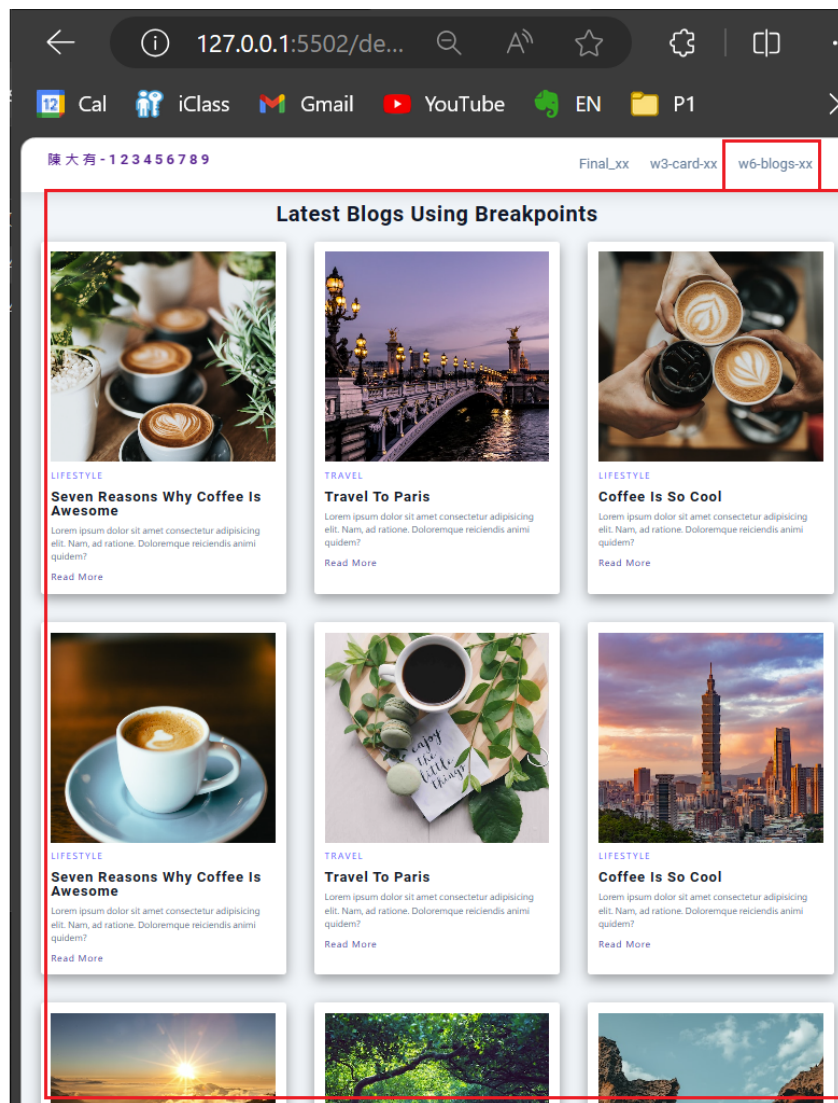 127.0.0.1:5502/de...
12 Cal iClass Gmail YouTube EN P1
陳大有-123456789 Final_xx w3-card-xx w6-blogs-xx
Latest Blogs Using Breakpoints
LIFESTYLE
Seven Reasons Why Coffee Is
Awesome
Lorem ipsum dolor sit amet consectetur adipisicing
elit. Nam, ad ratione. Doloremque reiciendis animi
quidem?
Read More
TRAVEL
Travel To Paris
Lorem ipsum dolor sit amet consectetur adipisicing
elit. Nam, ad ratione. Doloremque reiciendis animi
quidem?
Read More
LIFESTYLE
Coffee Is So Cool
Lorem ipsum dolor sit amet consectetur adipisicing
elit. Nam, ad ratione. Doloremque reiciendis animi
quidem?
Read More
enjoy
the
little
things
LIFESTYLE
Seven Reasons Why Coffee Is
Awesome
Lorem ipsum dolor sit amet consectetur adipisicing
elit. Nam, ad ratione. Doloremque reiciendis animi
quidem?
Read More
TRAVEL
Travel To Paris
Lorem ipsum dolor sit amet consectetur adipisicing
elit. Nam, ad ratione. Doloremque reiciendis animi
quidem?
Read More
LIFESTYLE
Coffee Is So Cool
Lorem ipsum dolor sit amet consectetur adipisicing
elit. Nam, ad ratione. Doloremque reiciendis animi
quidem?
Read More